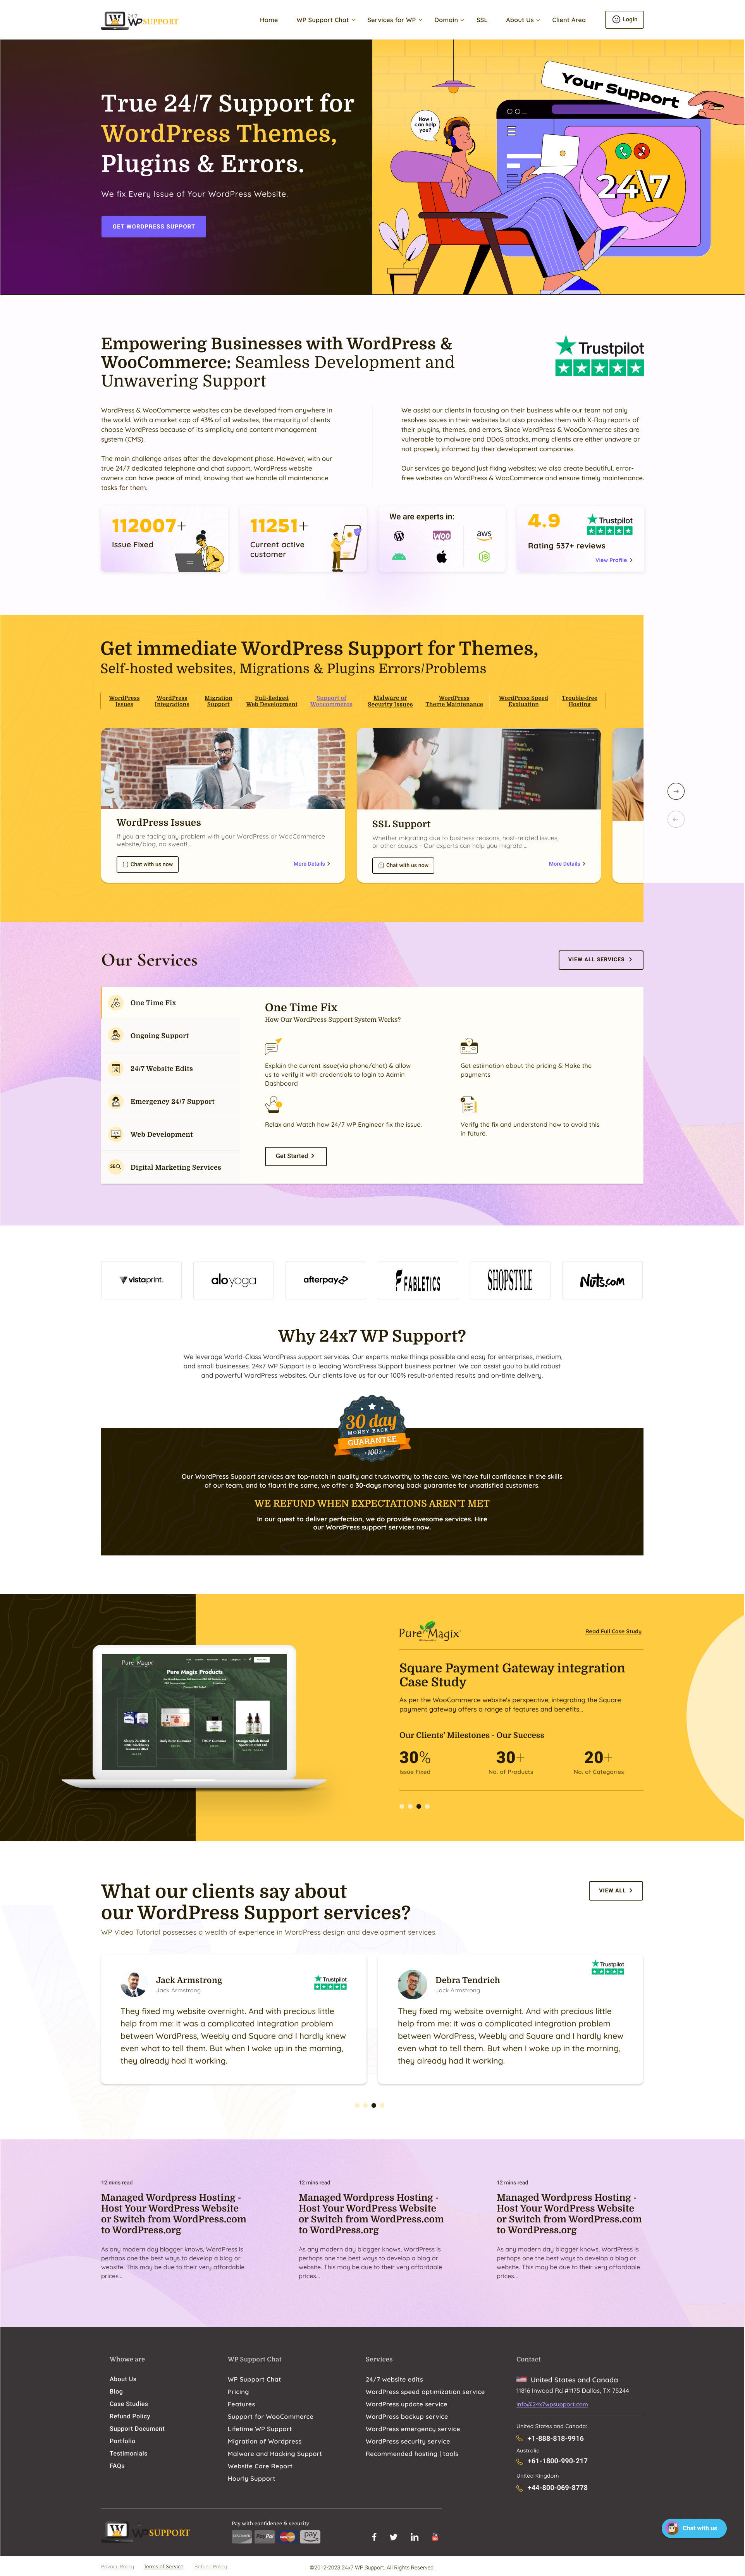 24/7
WP SUPPORT
Home
WP Support Chat
Services for WP
Domain
SSL
About Us
Client Area
Login
True 24/7 Support for
WordPress Themes,
Plugins & Errors.
We fix Every Issue of Your WordPress Website.
GET WORDPRESS SUPPORT
How I
can help
you?
Your Support
24\7
Empowering Businesses with WordPress &
WooCommerce: Seamless Development and
Unwavering Support
Trustpilot
WordPress & WooCommerce websites can be developed from anywhere in
the world. With a market cap of 43% of all websites, the majority of clients
choose WordPress because of its simplicity and content management
system (CMS).
The main challenge arises after the development phase. However, with our
true 24/7 dedicated telephone and chat support, WordPress website
owners can have peace of mind, knowing that we handle all maintenance
tasks for them.
We assist our clients in focusing on their business while our team not only
resolves issues in their websites but also provides them with X-Ray reports of
their plugins, themes, and errors. Since WordPress & WooCommerce sites are
vulnerable to malware and DDoS attacks, many clients are either unaware or
not properly informed by their development companies.
Our services go beyond just fixing websites; we also create beautiful, error-
free websites on WordPress & WooCommerce and ensure timely maintenance.
112007+
Issue Fixed
11251+
Current active
customer
We are experts in:
Woo
aws
4.9
Trustpilot
Rating 537+ reviews
View Profile
Get immediate WordPress Support for Themes,
Self-hosted websites, Migrations & Plugins Errors/Problems
WordPress
Issues
WordPress
Integrations
Migration
Support
Full-fledged
Web Development
Support of
Woocommerce
Malware or
Security Issues
WordPress
Theme Maintenance
WordPress Speed
Evaluation
Trouble-free
Hosting
WordPress Issues
If you are facing any problem with your WordPress or WooCommerce
website/blog, no sweat!...
Chat with us now
More Details
SSL Support
Whether migrating due to business reasons, host-related issues,
or other causes - Our experts can help you migrate ...
Chat with us now
More Details
Our Services
VIEW ALL SERVICES
One Time Fix
Ongoing Support
24/7 Website Edits
Emergency 24/7 Support
Web Development
Digital Marketing Services
One Time Fix
How Our WordPress Support System Works?
Explain the current issue(via phone/chat) & allow
us to verify it with credentials to login to Admin
Dashboard
Get estimation about the pricing & Make the
payments
Relax and Watch how 24/7 WP Engineer fix the issue.
Verify the fix and understand how to avoid this
in future.
Get Started
vistaprint.
alo yoga
afterpay
FABLETICS
SHOPSTYLE
Nuts.com
Why 24x7 WP Support?
We leverage World-Class WordPress support services. Our experts make things possible and easy for enterprises, medium,
and small businesses. 24x7 WP Support is a leading WordPress Support business partner. We can assist you to build robust
and powerful WordPress websites. Our clients love us for our 100% result-oriented results and on-time delivery.
30 day
MONEY BACK
GUARANTEE
100%
Our WordPress Support services are top-notch in quality and trustworthy to the core. We have full confidence in the skills
of our team, and to flaunt the same, we offer a 30-days money back guarantee for unsatisfied customers.
WE REFUND WHEN EXPECTATIONS AREN'T MET
In our quest to deliver perfection, we do provide awesome services. Hire
our WordPress support services now.
Pure Magix
Pure Magix Products
Pure Magix
Read Full Case Study
Square Payment Gateway integration
Case Study
As per the WooCommerce website's perspective, integrating the Square
payment gateway offers a range of features and benefits...
Our Clients' Milestones - Our Success
30%
Issue Fixed
30+
No. of Products
20+
No. of Categories
What our clients say about
our WordPress Support services?
VIEW ALL
WP Video Tutorial possesses a wealth of experience in WordPress design and development services.
Jack Armstrong
Jack Armstrong
Trustpilot
They fixed my website overnight. And with precious little
help from me: it was a complicated integration problem
between WordPress, Weebly and Square and I hardly knew
even what to tell them. But when I woke up in the morning,
they already had it working.
Debra Tendrich
Jack Armstrong
Trustpilot
They fixed my website overnight. And with precious little
help from me: it was a complicated integration problem
between WordPress, Weebly and Square and I hardly knew
even what to tell them. But when I woke up in the morning,
they already had it working.
12 mins read
Managed Wordpress Hosting -
Host Your WordPress Website
or Switch from WordPress.com
to WordPress.org
As any modern day blogger knows, WordPress is
perhaps one the best ways to develop a blog or
website. This may be due to their very affordable
prices...
12 mins read
Managed Wordpress Hosting -
Host Your WordPress Website
or Switch from WordPress.com
to WordPress.org
As any modern day blogger knows, WordPress is
perhaps one the best ways to develop a blog or
website. This may be due to their very affordable
prices...
12 mins read
Managed Wordpress Hosting -
Host Your WordPress Website
or Switch from WordPress.com
to WordPress.org
As any modern day blogger knows, WordPress is
perhaps one the best ways to develop a blog or
website. This may be due to their very affordable
prices...
Whowe are
About Us
Blog
Case Studies
Refund Policy
Support Document
Portfolio
Testimonials
FAQs
WP Support Chat
WP Support Chat
Pricing
Features
Support for WooCommerce
Lifetime WP Support
Migration of Wordpress
Malware and Hacking Support
Website Care Report
Hourly Support
Services
24/7 website edits
WordPress speed optimization service
WordPress update service
WordPress backup service
WordPress emergency service
WordPress security service
Recommended hosting | tools
Contact
United States and Canada
11816 Inwood Rd #1175 Dallas, TX 75244
info@24x7wpsupport.com
United States and Canada:
+1-888-818-9916
Australia
+61-1800-990-217
United Kingdom
+44-800-069-8778
WP SUPPORT
Pay with confidence & security
DISCOVER
PayPal
pay
Chat with us
Privacy Policy
Terms of Service
Refund Policy
©2012-2023 24x7 WP Support. All Rights Reserved.